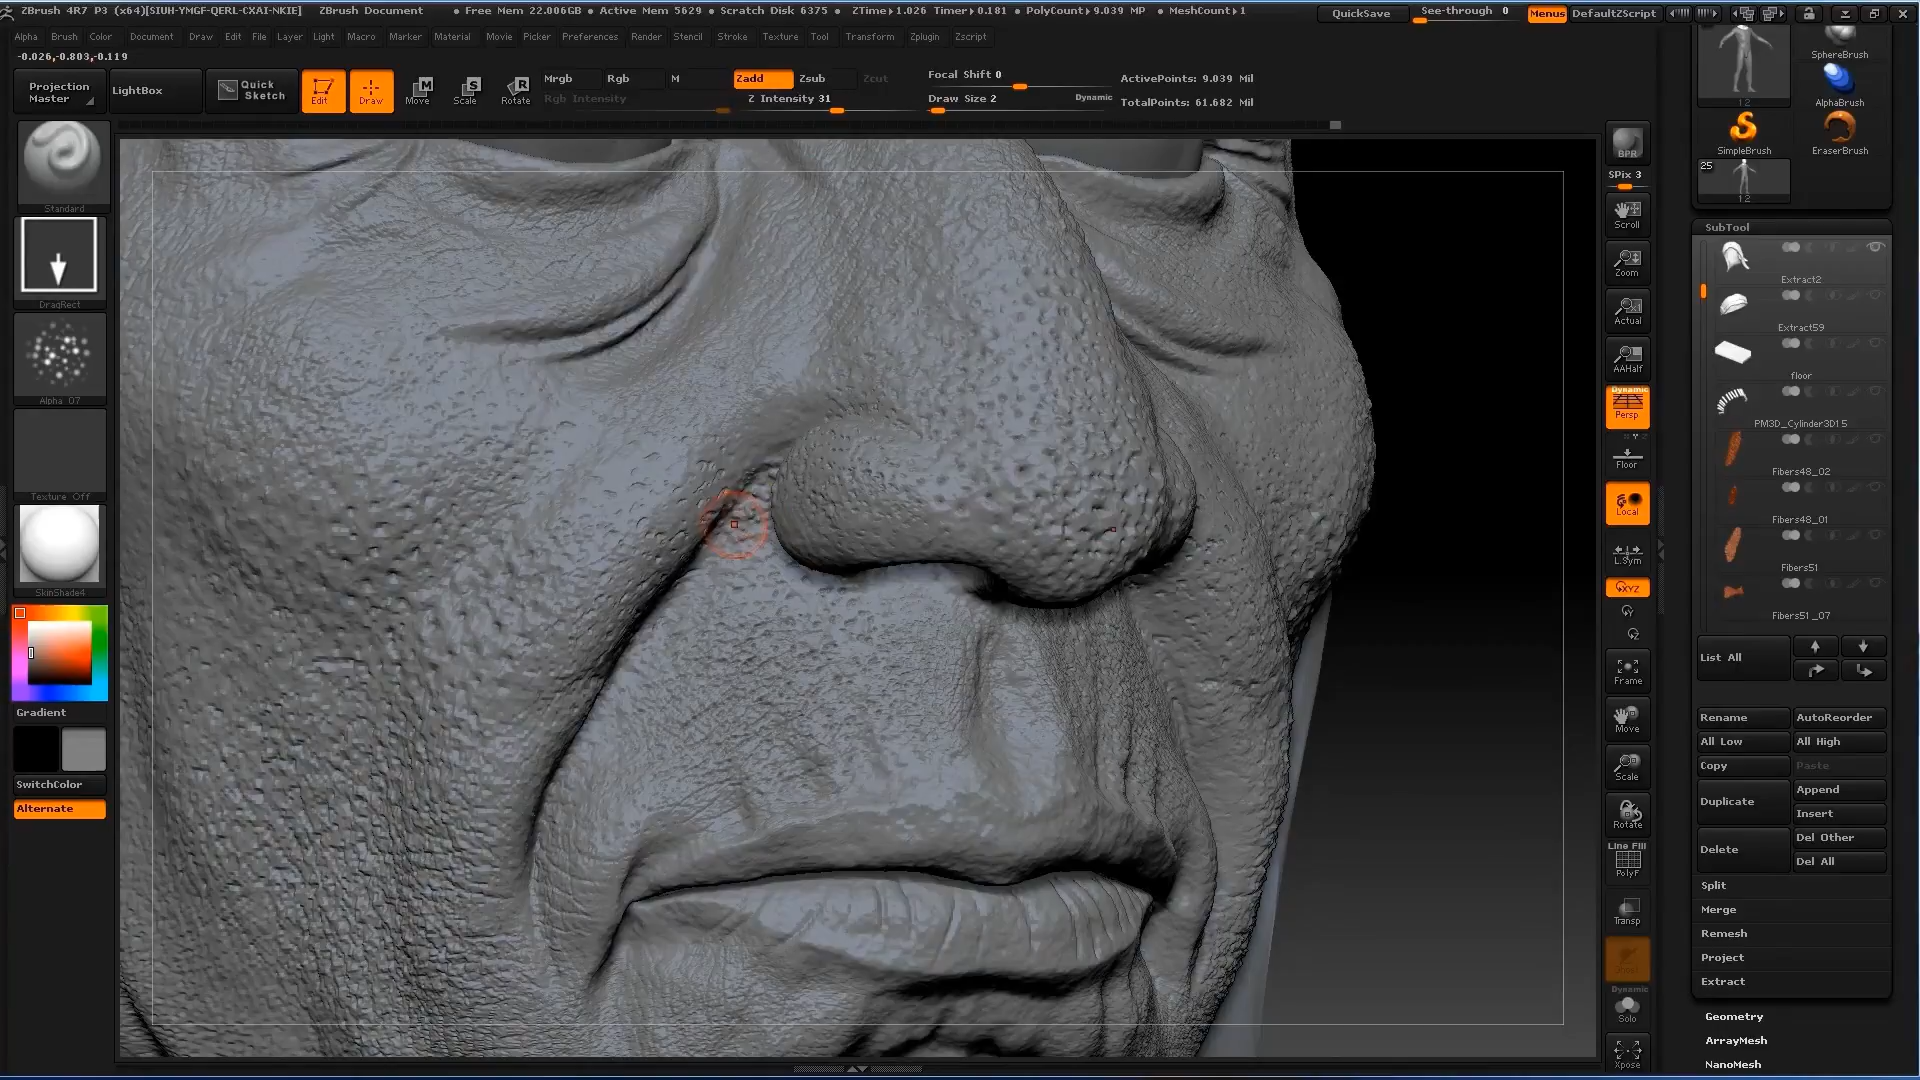 ZBrush 4R7 P3 (x64)[SIUH-YMGF-QERL-CXAI-NKIE] ZBrush Document • Free Mem 22.006GB • Active Mem 5629 • Scratch Disk 6375 • ZTime▸1.026 Timer▸0.181 • PolyCount▸9.039 MP • MeshCount▸1 QuickSave See-through 0 Menus DefaultZScript
Alpha Brush Color Document Draw Edit File Layer Light Macro Marker Material Movie Picker Preferences Render Stencil Stroke Texture Tool Transform Zplugin Zscript
-0.026,-0.803,-0.119
Projection Master
LightBox
Quick Sketch
Edit
Draw
Move
Scale
Rotate
Mrgb Rgb M Zadd Zsub Zcut
Rgb Intensity
Z Intensity 31
Focal Shift 0
Draw Size 2
Dynamic
ActivePoints: 9.039 Mil
TotalPoints: 61.682 Mil
Standard
DragRect
Alpha 07
Texture Off
SkinShade4
Gradient
SwitchColor
Alternate
BPR
SPix 3
Scroll
Zoom
Actual
AAHalf
Dynamic
Persp
Floor
Local
L.Sym
XYZ
Y
Z
Frame
Move
Scale
Rotate
Line Fill
PolyF
Transp
Dynamic
Solo
Xpose
12
SphereBrush
AlphaBrush
SimpleBrush
EraserBrush
25
12
SubTool
Extract2
Extract59
floor
PM3D_Cylinder3D15
Fibers48_02
Fibers48_01
Fibers51
Fibers51_07
List All
Rename AutoReorder
All Low All High
Copy Paste
Duplicate Append
Insert
Delete Del Other
Del All
Split
Merge
Remesh
Project
Extract
Geometry
ArrayMesh
NanoMesh